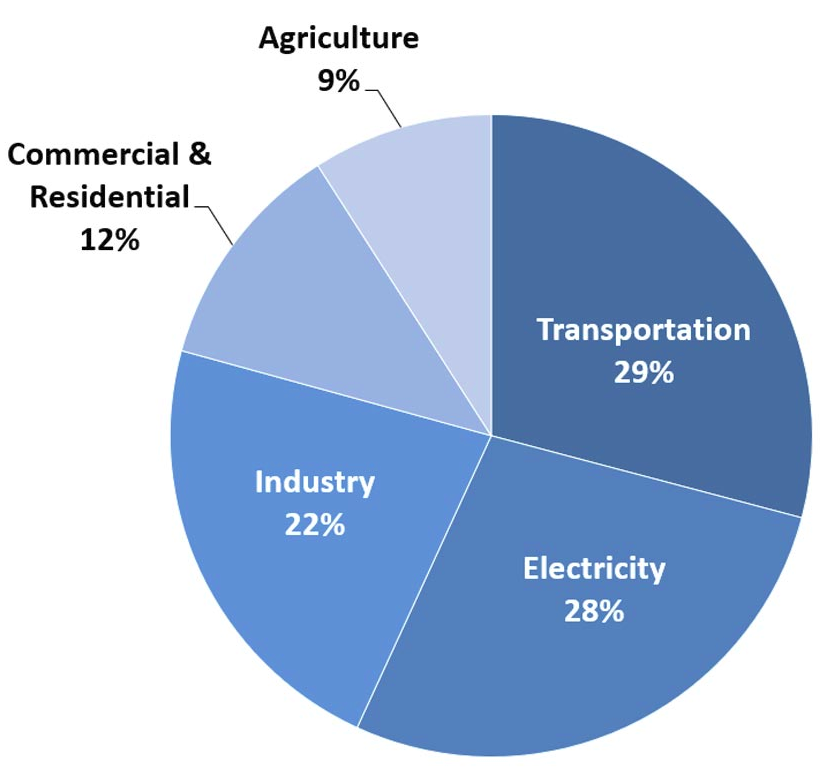 Agriculture
9%
Commercial &
Residential
12%
Transportation
29%
Industry
22%
Electricity
28%